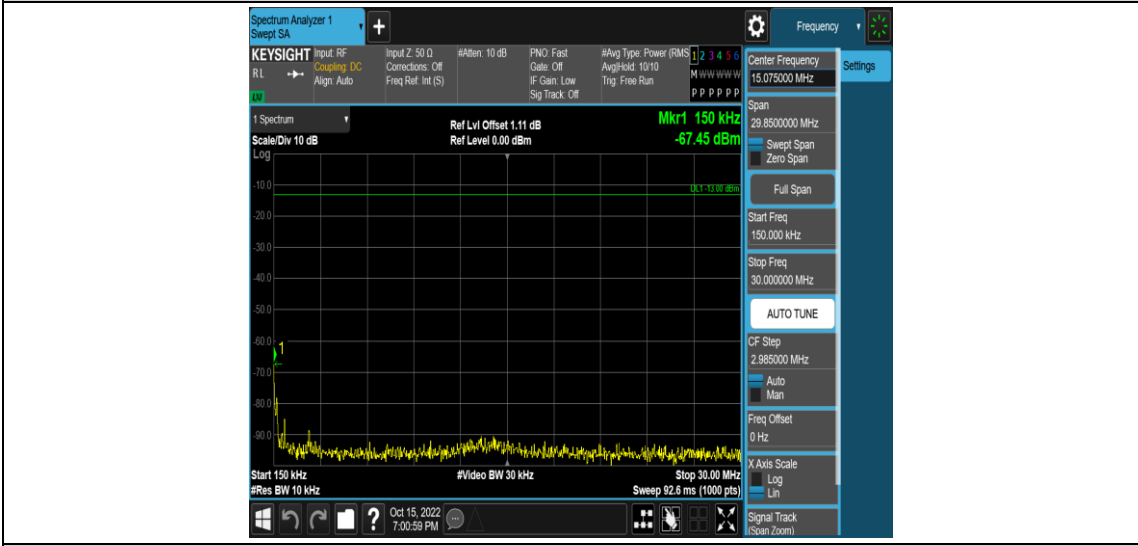 Spectrum Analyzer 1
Swept SA
+
Frequency
KEYSIGHT
RL
Input: RF
Coupling: DC
Align: Auto
Input Z: 50 Ω
Corrections: Off
Freq Ref: Int (S)
#Atten: 10 dB
PNO: Fast
Gate: Off
IF Gain: Low
Sig Track: Off
#Avg Type: Power (RMS
Avg|Hold: 10/10
Trig: Free Run
1 2 3 4 5 6
M W W W W W
P P P P P P
1 Spectrum
Scale/Div 10 dB
Log
Ref Lvl Offset 1.11 dB
Ref Level 0.00 dBm
Mkr1 150 kHz
-67.45 dBm
DL1 -13.00 dBm
-10.0
-20.0
-30.0
-40.0
-50.0
-60.0
-70.0
-80.0
-90.0
1
Start 150 kHz
#Res BW 10 kHz
#Video BW 30 kHz
Stop 30.00 MHz
Sweep 92.6 ms (1000 pts)
?
Oct 15, 2022
7:00:59 PM
Center Frequency
15.075000 MHz
Settings
Span
29.8500000 MHz
Swept Span
Zero Span
Full Span
Start Freq
150.000 kHz
Stop Freq
30.000000 MHz
AUTO TUNE
CF Step
2.985000 MHz
Auto
Man
Freq Offset
0 Hz
X Axis Scale
Log
Lin
Signal Track
(Span Zoom)